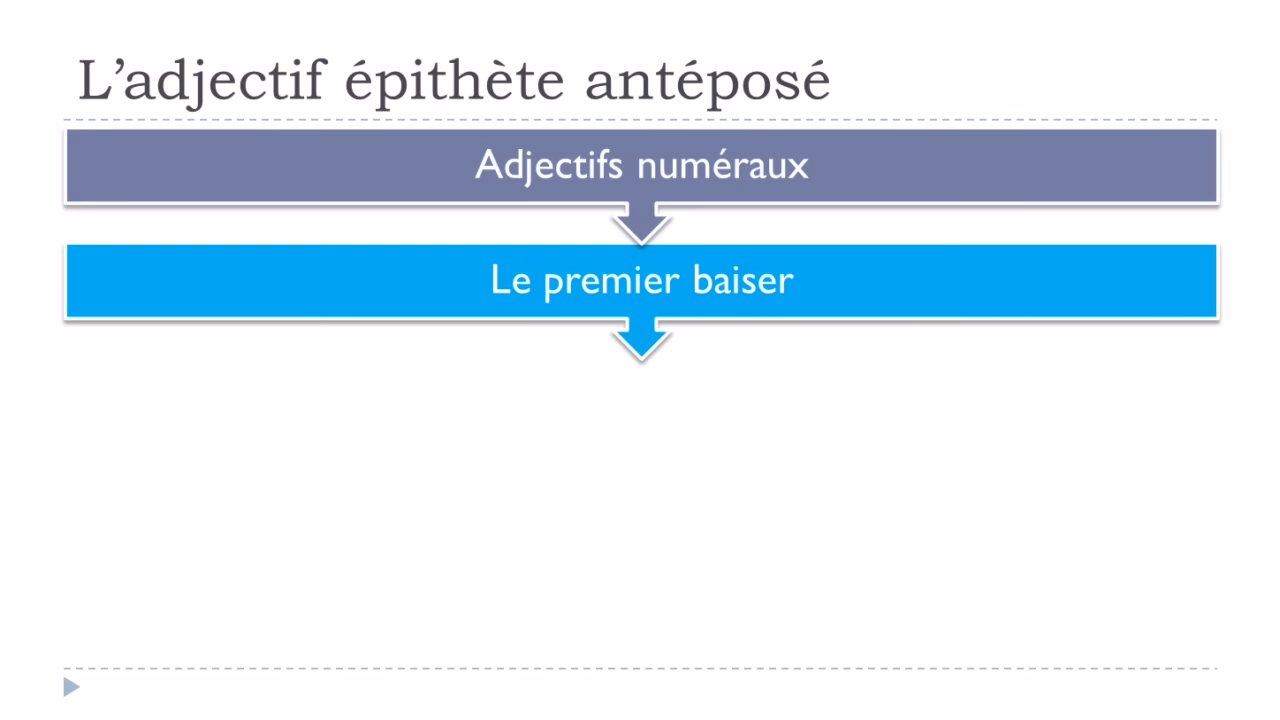 L’adjectif épithète antéposé
Adjectifs numéraux
Le premier baiser